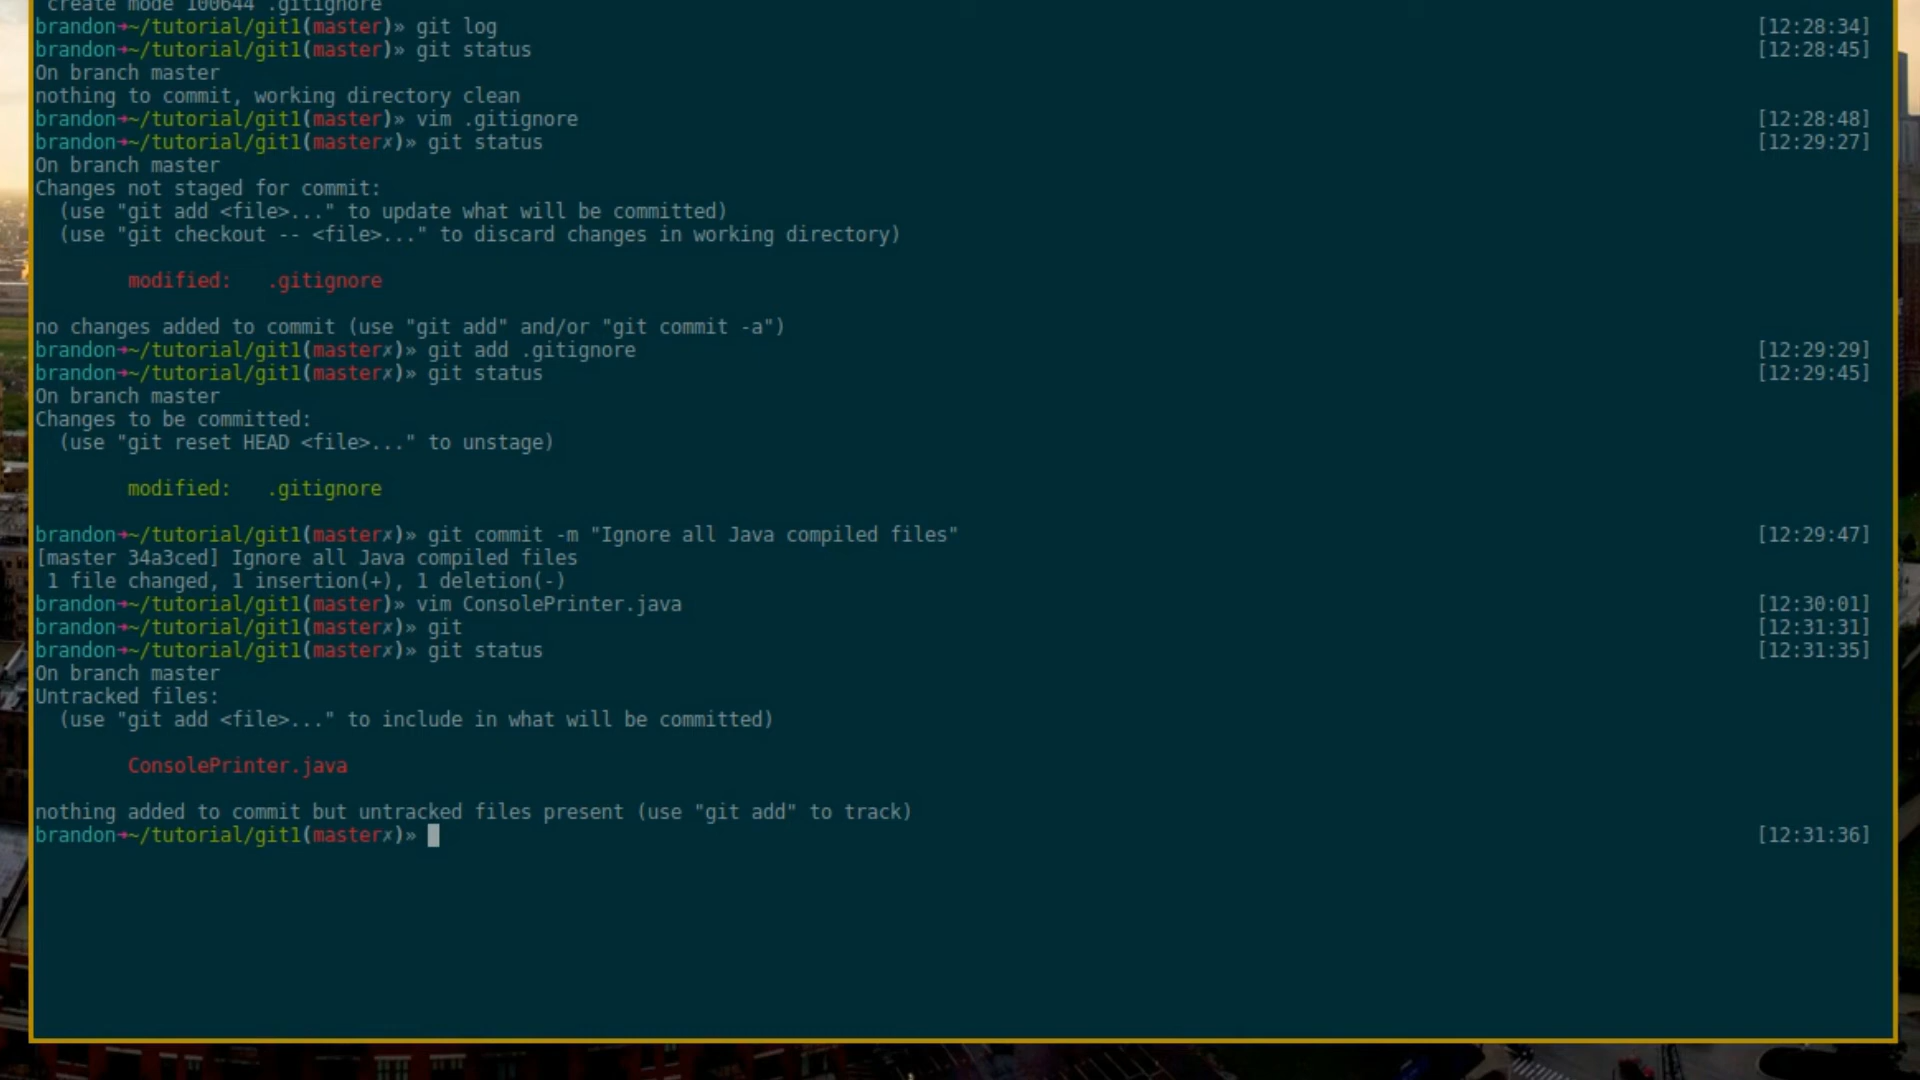 create mode 100644 .gitignore
brandon→~/tutorial/git1(master)» git log [12:28:34]
brandon→~/tutorial/git1(master)» git status [12:28:45]
On branch master
nothing to commit, working directory clean
brandon→~/tutorial/git1(master)» vim .gitignore [12:28:48]
brandon→~/tutorial/git1(master✗)» git status [12:29:27]
On branch master
Changes not staged for commit:
  (use "git add <file>..." to update what will be committed)
  (use "git checkout -- <file>..." to discard changes in working directory)
        modified:   .gitignore
no changes added to commit (use "git add" and/or "git commit -a")
brandon→~/tutorial/git1(master✗)» git add .gitignore [12:29:29]
brandon→~/tutorial/git1(master✗)» git status [12:29:45]
On branch master
Changes to be committed:
  (use "git reset HEAD <file>..." to unstage)
        modified:   .gitignore
brandon→~/tutorial/git1(master✗)» git commit -m "Ignore all Java compiled files" [12:29:47]
[master 34a3ced] Ignore all Java compiled files
 1 file changed, 1 insertion(+), 1 deletion(-)
brandon→~/tutorial/git1(master)» vim ConsolePrinter.java [12:30:01]
brandon→~/tutorial/git1(master✗)» git [12:31:31]
brandon→~/tutorial/git1(master✗)» git status [12:31:35]
On branch master
Untracked files:
  (use "git add <file>..." to include in what will be committed)
        ConsolePrinter.java
nothing added to commit but untracked files present (use "git add" to track)
brandon→~/tutorial/git1(master✗)» [12:31:36]